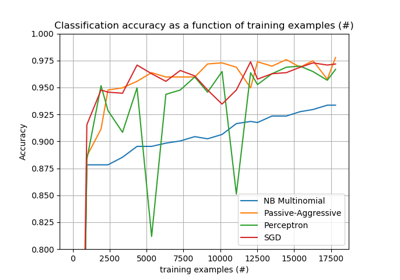 Classification accuracy as a function of training examples (#)
1.000
0.975
0.950
0.925
0.900
0.875
0.850
0.825
0.800
Accuracy
NB Multinomial
Passive-Aggressive
Perceptron
SGD
0 2500 5000 7500 10000 12500 15000 17500
training examples (#)